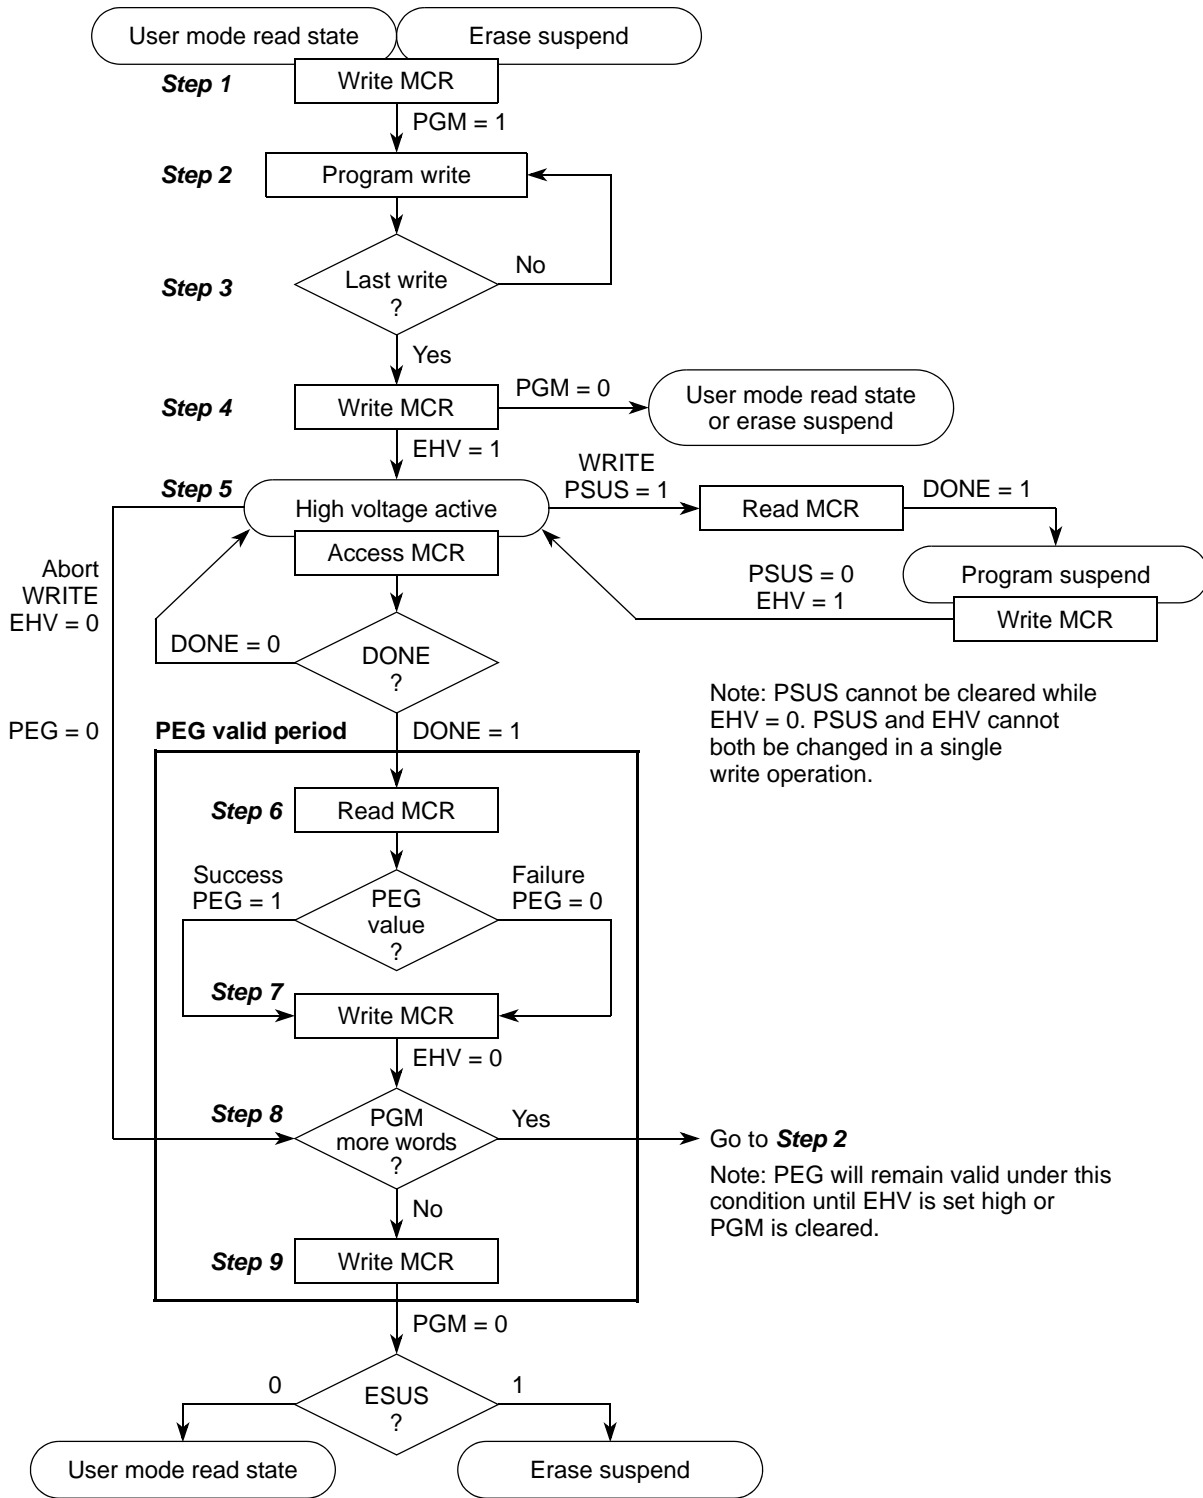 User mode read state
Erase suspend
Step 1
Write MCR
PGM = 1
Step 2
Program write
Step 3
Last write
?
No
Yes
Step 4
Write MCR
PGM = 0
User mode read state
or erase suspend
EHV = 1
Step 5
High voltage active
WRITE
PSUS = 1
Read MCR
DONE = 1
Access MCR
Abort
WRITE
EHV = 0
PSUS = 0
EHV = 1
Program suspend
Write MCR
DONE = 0
DONE
?
Note: PSUS cannot be cleared while
EHV = 0. PSUS and EHV cannot
both be changed in a single
write operation.
PEG = 0
PEG valid period
DONE = 1
Step 6
Read MCR
Success
PEG = 1
PEG
value
?
Failure
PEG = 0
Step 7
Write MCR
EHV = 0
Step 8
PGM
more words
?
Yes
Go to Step 2
Note: PEG will remain valid under this
condition until EHV is set high or
PGM is cleared.
No
Step 9
Write MCR
PGM = 0
0
ESUS
?
1
User mode read state
Erase suspend